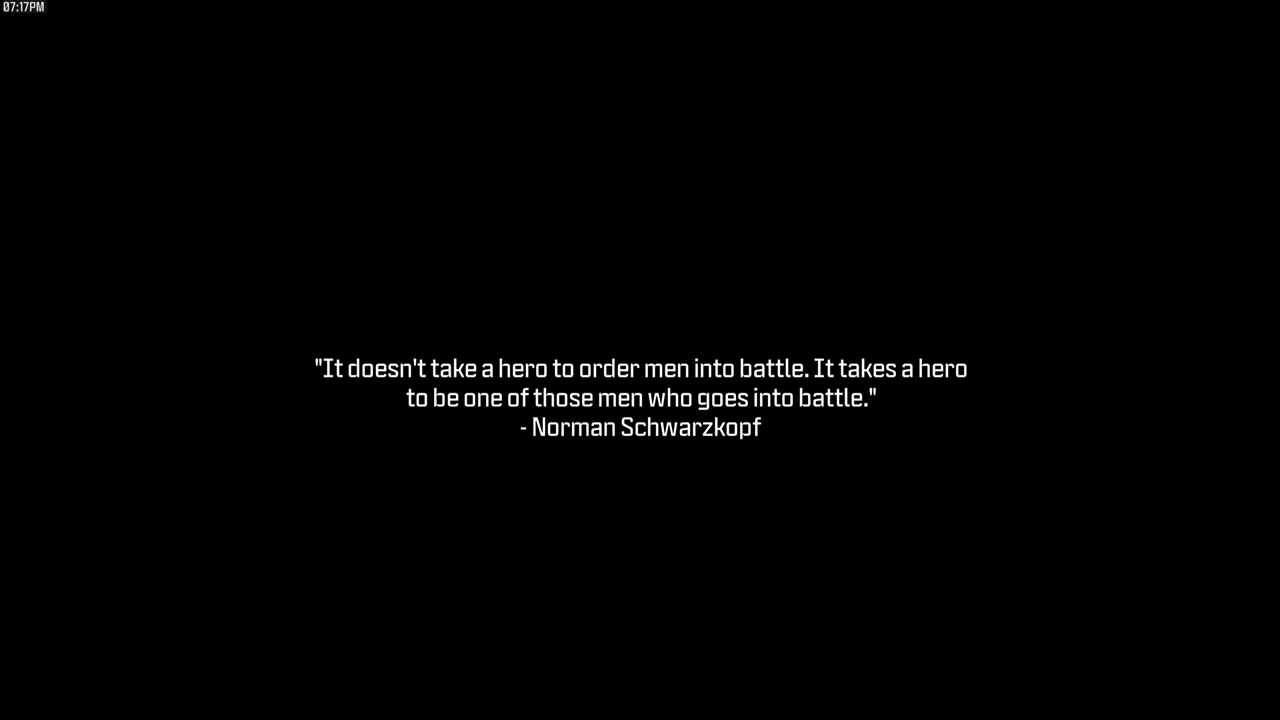 07:17PM
"It doesn't take a hero to order men into battle. It takes a hero
to be one of those men who goes into battle."
- Norman Schwarzkopf